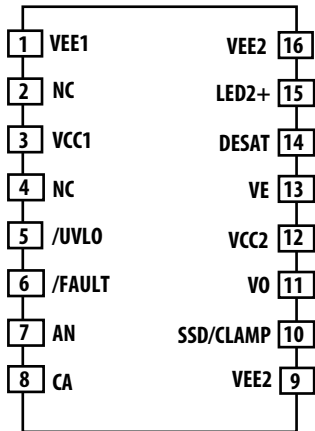 1 VEE1
2 NC
3 VCC1
4 NC
5 /UVLO
6 /FAULT
7 AN
8 CA
VEE2 16
LED2+ 15
DESAT 14
VE 13
VCC2 12
VO 11
SSD/CLAMP 10
VEE2 9